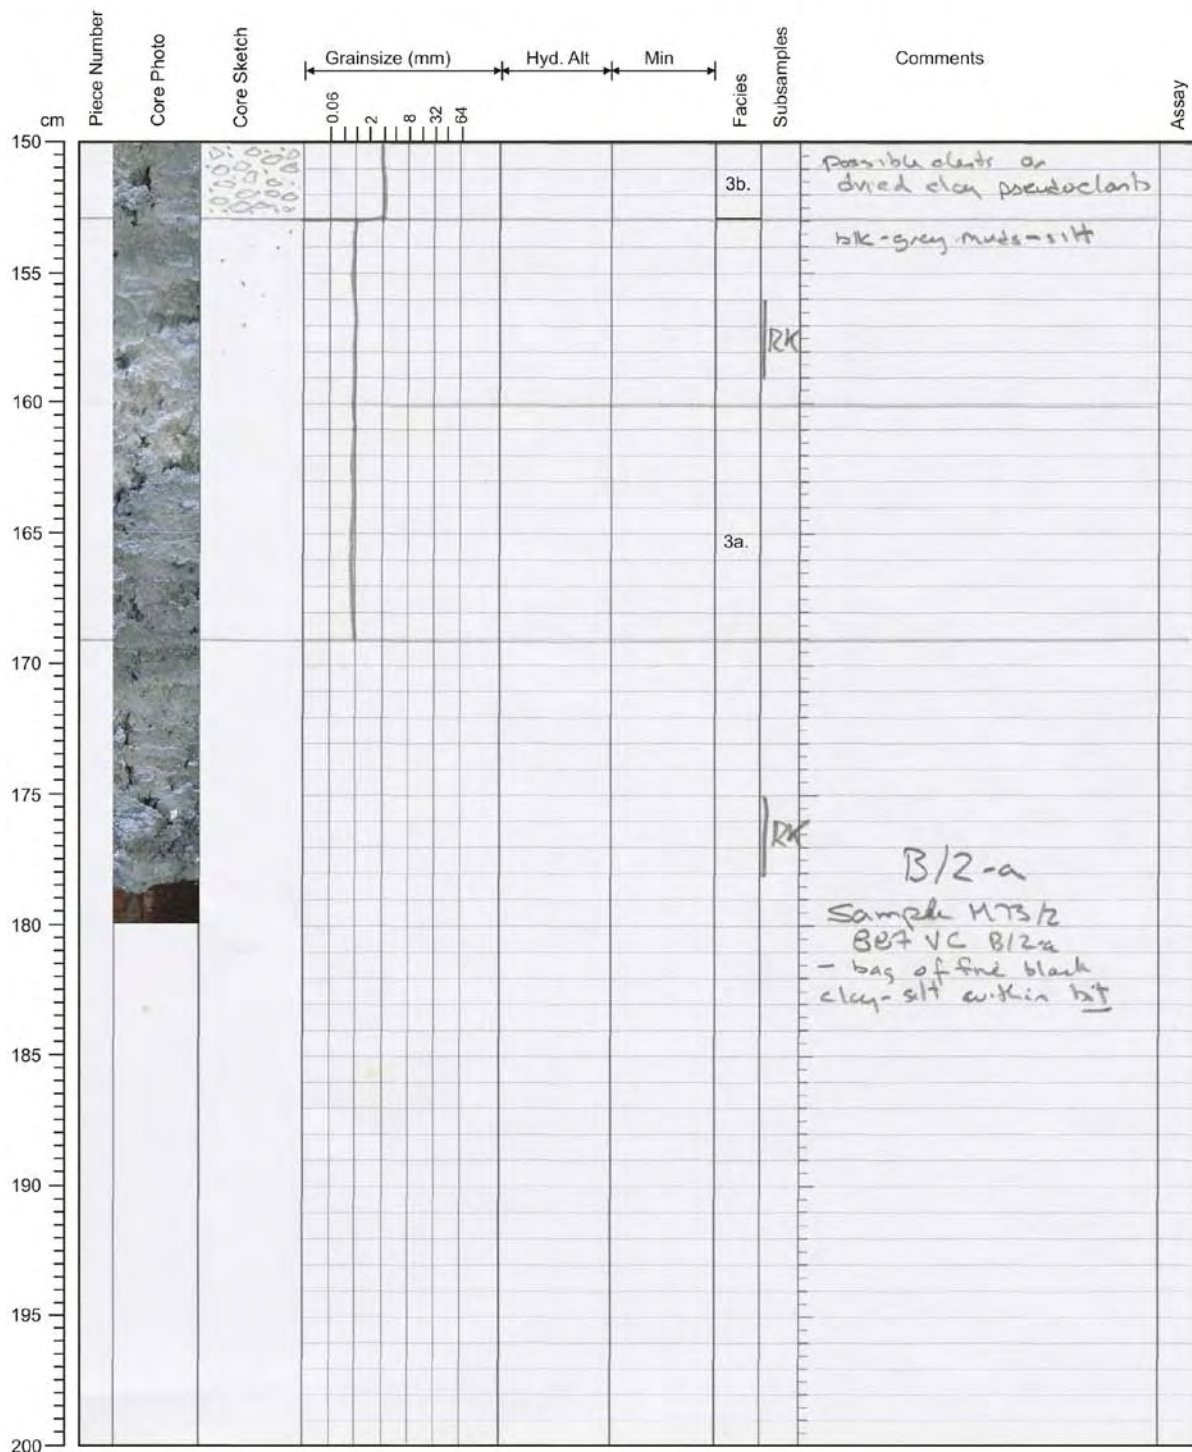 Piece Number
Core Photo
Core Sketch
Grainsize (mm)
Hyd. Alt
Min
Facies
Subsamples
Comments
Assay
cm
0.06
2
8
32
64
150
155
160
165
170
175
180
185
190
195
200
3b.
possible clasts or
dried clay pseudoclasts
blk-grey muds-silt
RK
3a.
RK
B/2-a
Sample M73/2
887 VC B/2-a
- bag of fine black
clay-silt within bit